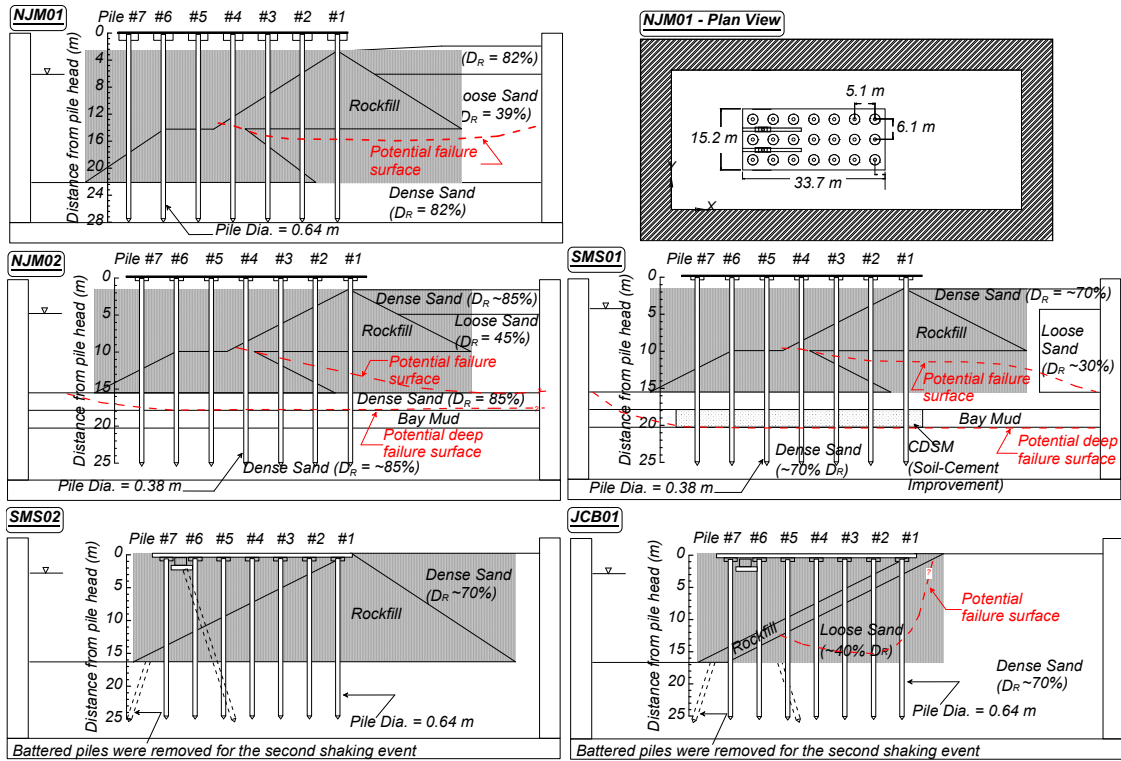 NJM01
Pile #7 #6 #5 #4 #3 #2 #1
Distance from pile head (m)
0
4
8
12
16
20
24
28
(DR = 82%)
Rockfill
Loose Sand
(DR = 39%)
Potential failure
surface
Dense Sand
(DR = 82%)
Pile Dia. = 0.64 m
NJM01 - Plan View
5.1 m
6.1 m
15.2 m
33.7 m
Y
X
NJM02
Pile #7 #6 #5 #4 #3 #2 #1
Distance from pile head (m)
0
5
10
15
20
25
Dense Sand (DR ~85%)
Loose Sand
(DR = 45%)
Rockfill
Potential failure
surface
Dense Sand (DR = 85%)
?
Bay Mud
Potential deep
failure surface
Dense Sand (DR = ~85%)
Pile Dia. = 0.38 m
SMS01
Pile #7 #6 #5 #4 #3 #2 #1
Distance from pile head (m)
0
5
10
15
20
25
Dense Sand (DR = ~70%)
Rockfill
Loose
Sand
(DR ~30%)
Potential failure
surface
Bay Mud
Potential deep
failure surface
CDSM
(Soil-Cement
Improvement)
Dense Sand
(~70% DR)
Pile Dia. = 0.38 m
SMS02
Pile #7 #6 #5 #4 #3 #2 #1
Distance from pile head (m)
0
5
10
15
20
25
Dense Sand
(DR ~70%)
Rockfill
Pile Dia. = 0.64 m
Battered piles were removed for the second shaking event
JCB01
Pile #7 #6 #5 #4 #3 #2 #1
Distance from pile head (m)
0
5
10
15
20
25
?
Potential
failure surface
Rockfill
Loose Sand
(~40% DR)
Dense Sand
(DR ~70%)
Pile Dia. = 0.64 m
Battered piles were removed for the second shaking event